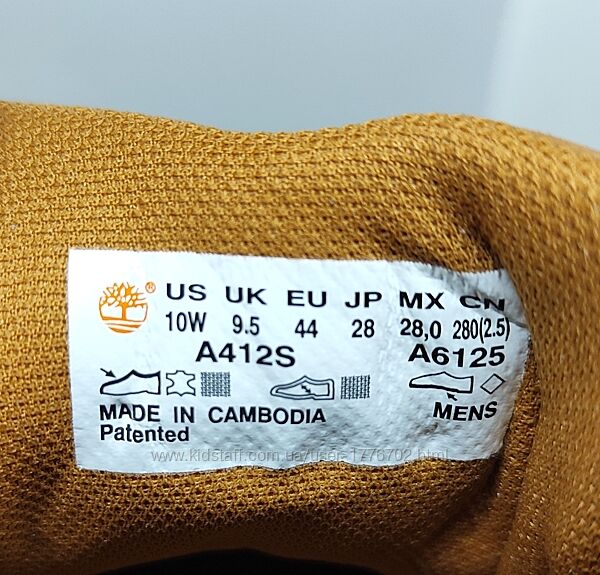 ® US UK EU JP MX CN
10W 9.5 44 28 28,0 280(2.5)
A412S A6125
MADE IN CAMBODIA MENS
Patented
www.kidstaff.com.ua/user-1776702.html